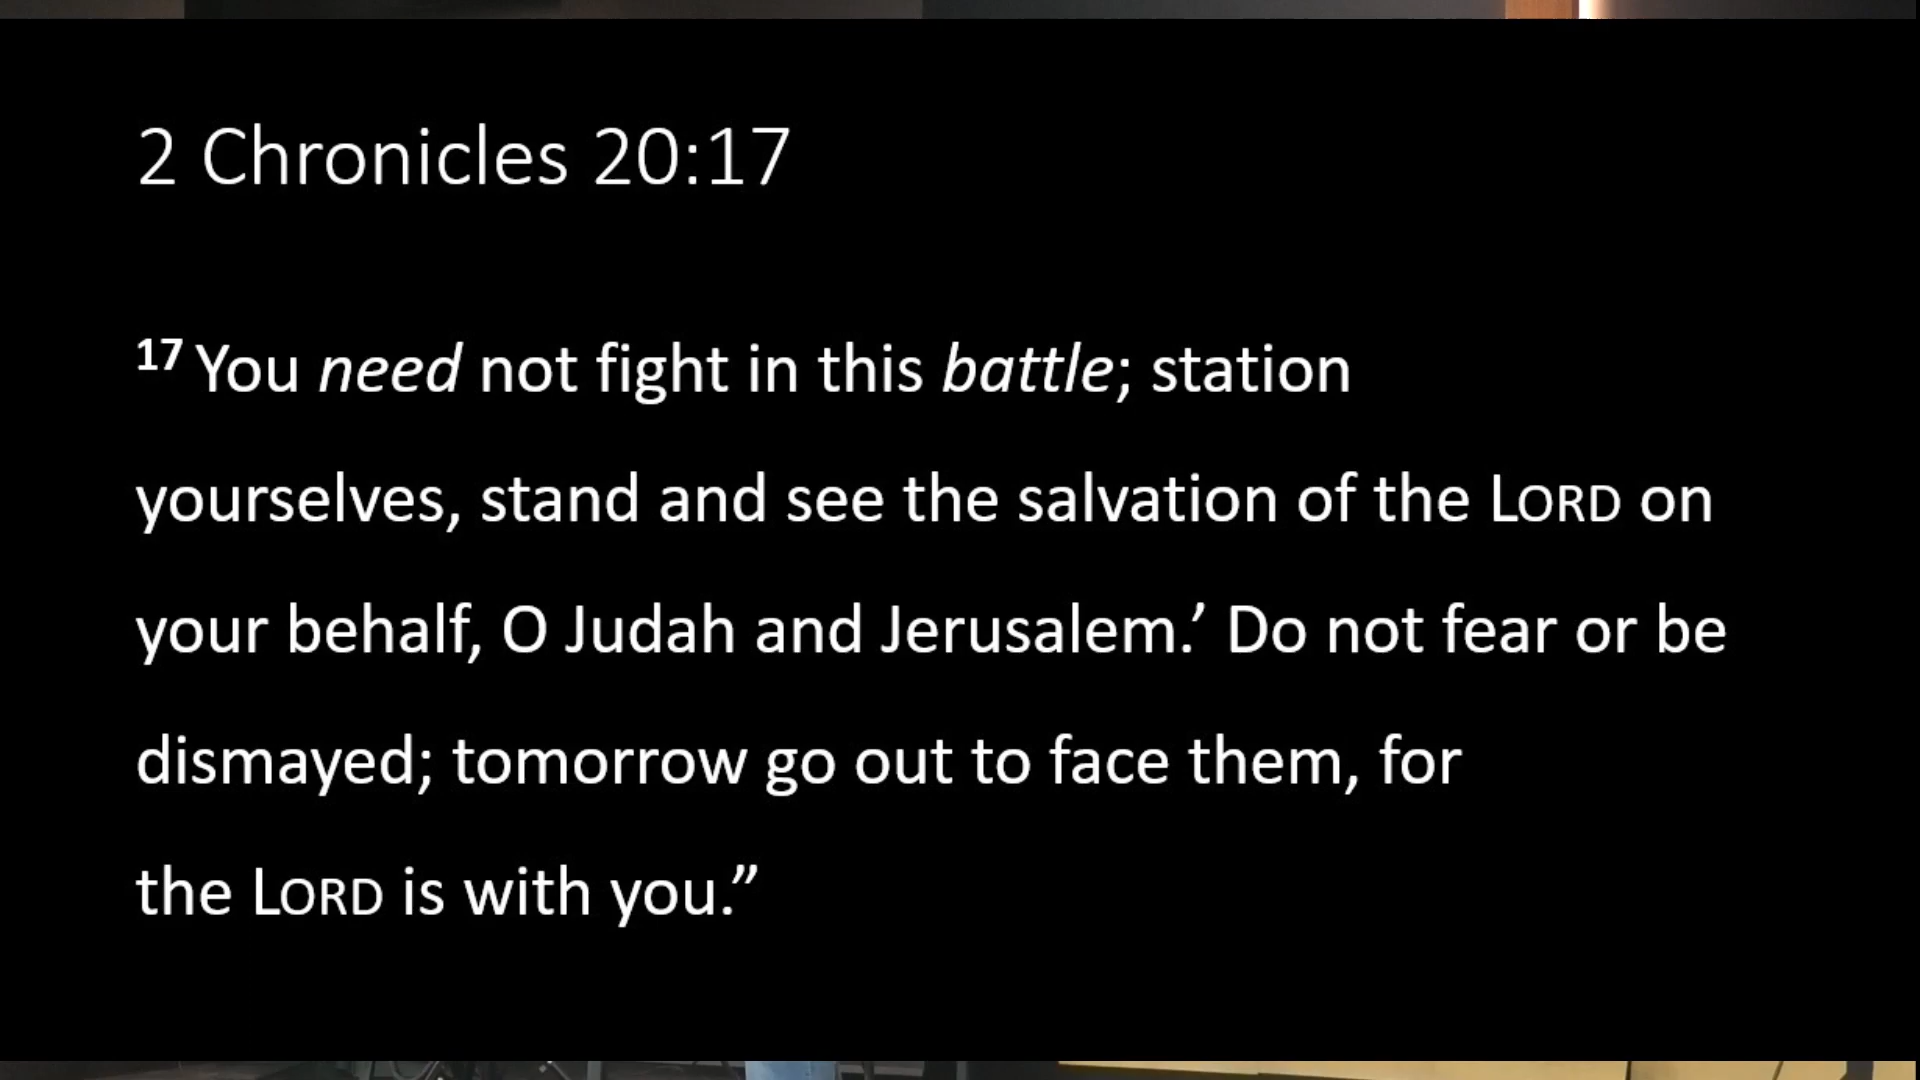 2 Chronicles 20:17
17 You need not fight in this battle; station
yourselves, stand and see the salvation of the LORD on
your behalf, O Judah and Jerusalem.’ Do not fear or be
dismayed; tomorrow go out to face them, for
the LORD is with you.”